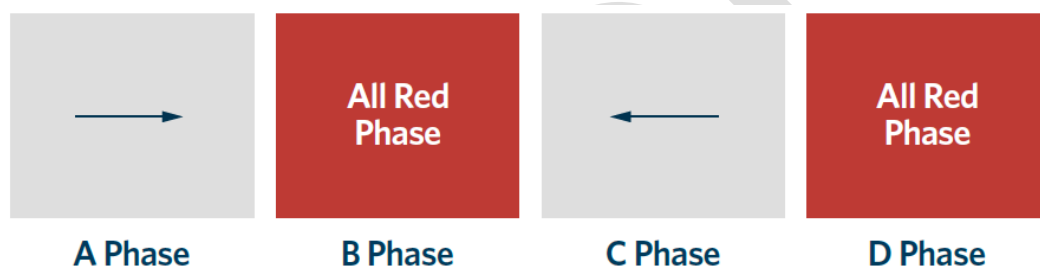 All Red
Phase
All Red
Phase
A Phase
B Phase
C Phase
D Phase